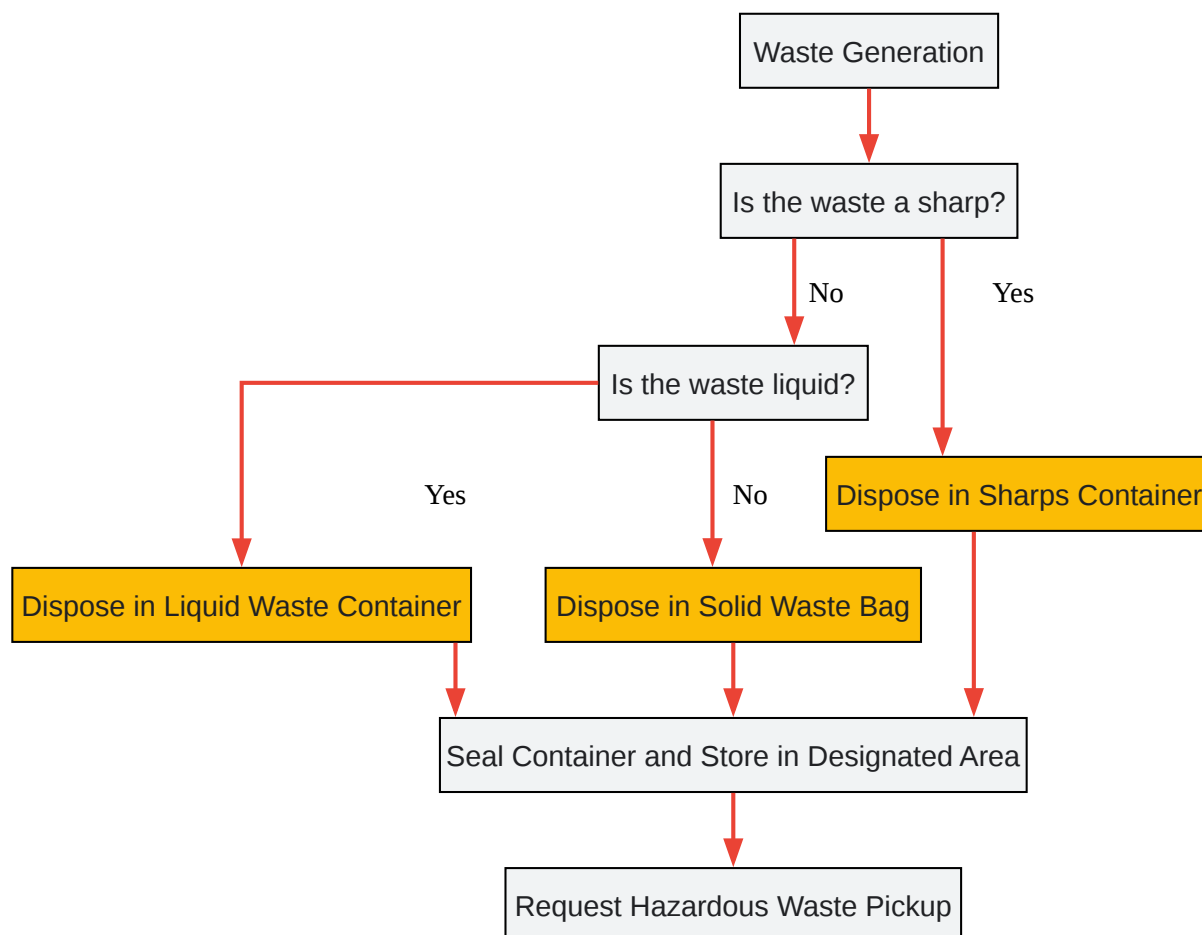 Waste Generation
Is the waste a sharp?
No
Yes
Is the waste liquid?
Yes
No
Dispose in Sharps Container
Dispose in Liquid Waste Container
Dispose in Solid Waste Bag
Seal Container and Store in Designated Area
Request Hazardous Waste Pickup